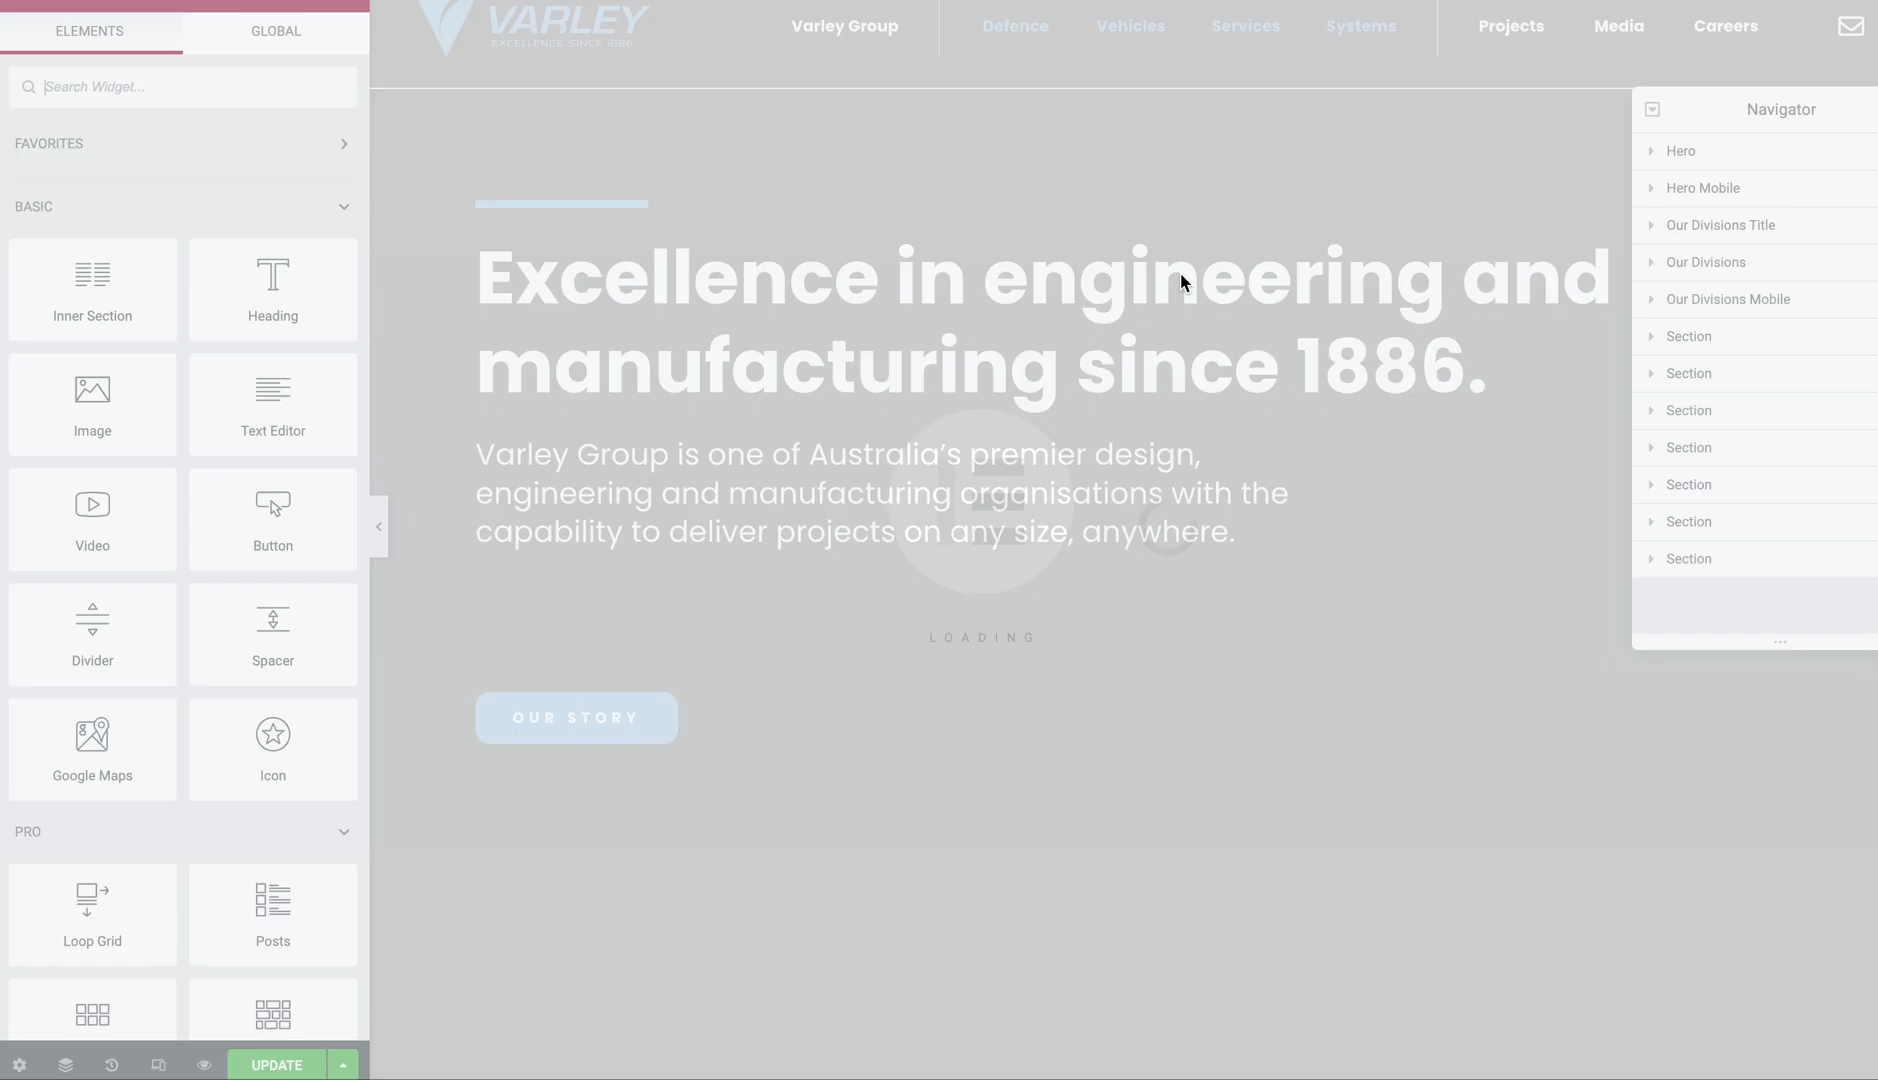 ELEMENTS
GLOBAL
Search Widget...
FAVORITES
BASIC
Inner Section
Heading
Image
Text Editor
Video
Button
Divider
Spacer
Google Maps
Icon
PRO
Loop Grid
Posts
UPDATE
VARLEY
EXCELLENCE SINCE 1886
Varley Group
Defence
Vehicles
Services
Systems
Projects
Media
Careers
Excellence in engineering and
manufacturing since 1886.
Varley Group is one of Australia’s premier design,
engineering and manufacturing organisations with the
capability to deliver projects on any size, anywhere.
LOADING
OUR STORY
Navigator
Hero
Hero Mobile
Our Divisions Title
Our Divisions
Our Divisions Mobile
Section
Section
Section
Section
Section
Section
Section